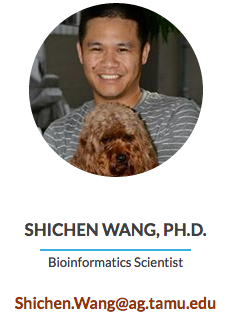 SHICHEN WANG, PH.D.
Bioinformatics Scientist
Shichen.Wang@ag.tamu.edu